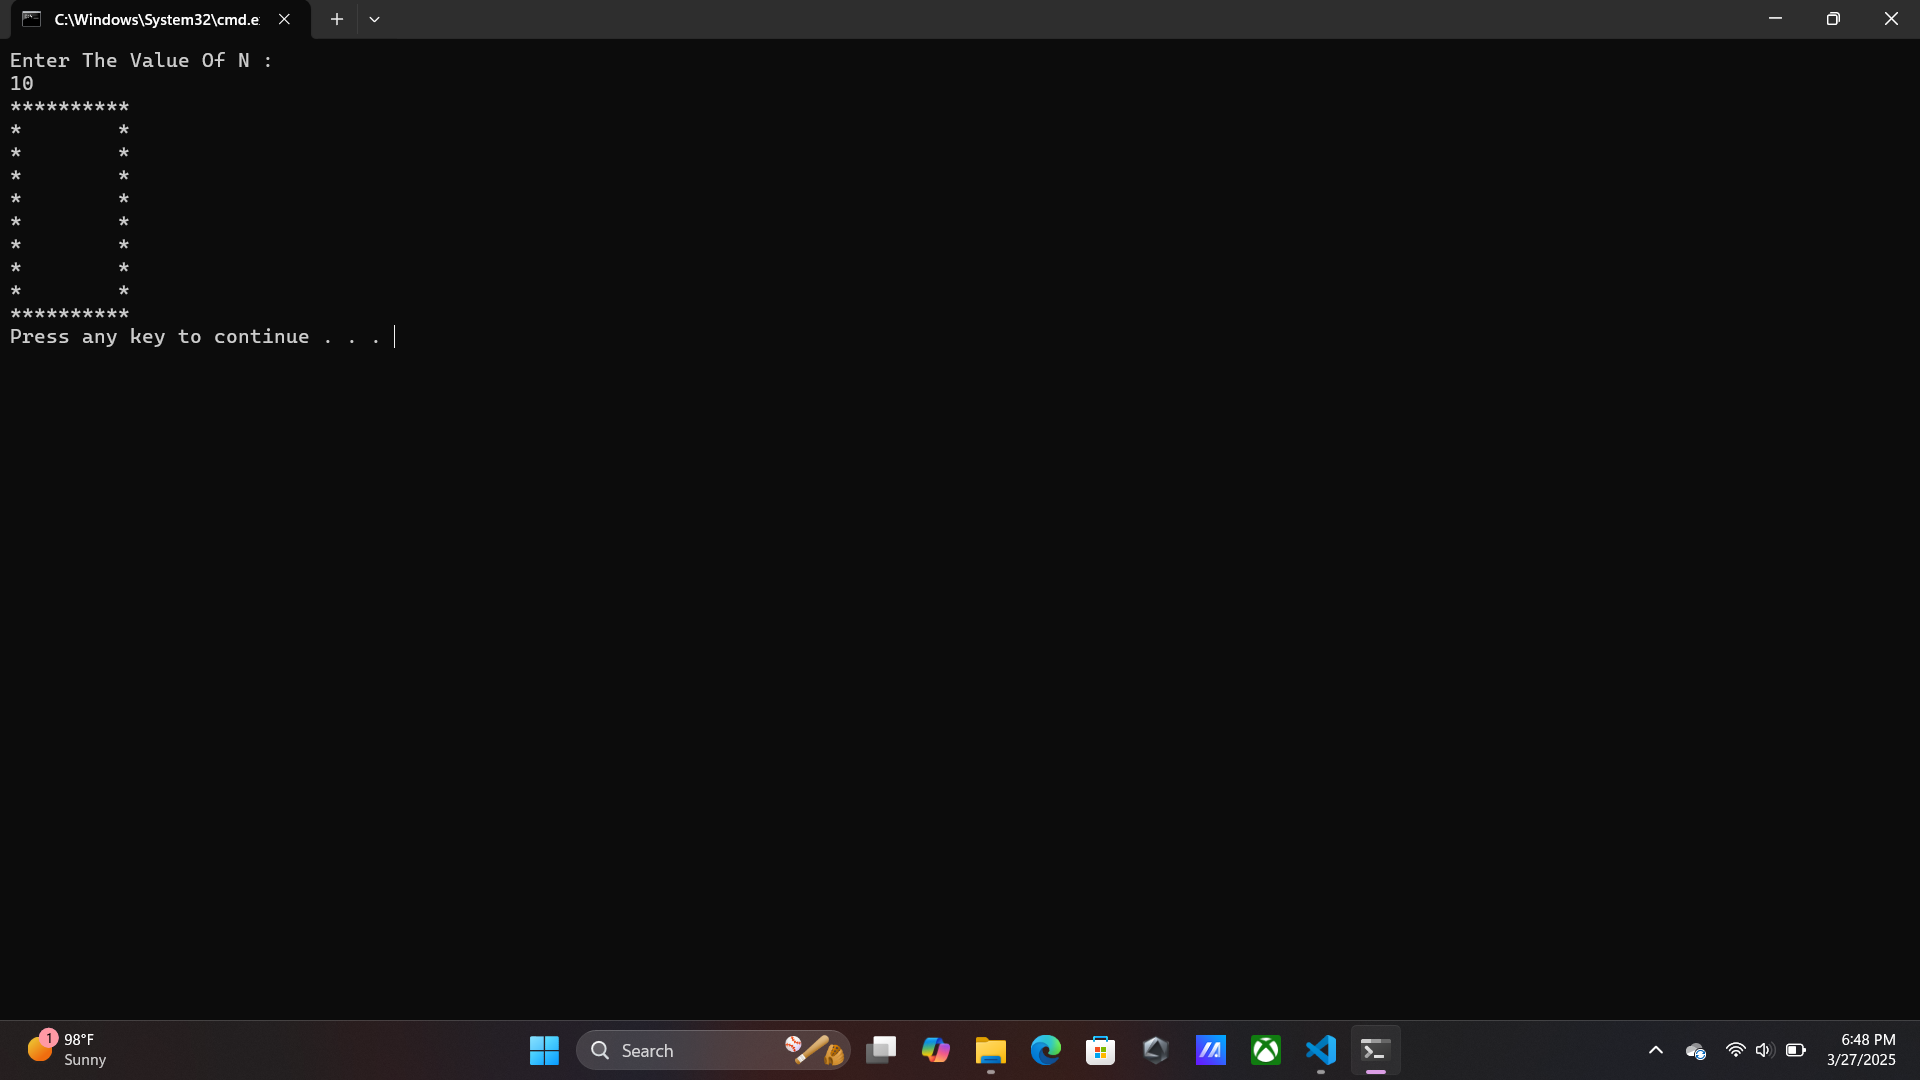 C:\Windows\System32\cmd.e
Enter The Value Of N :
10
**********
*        *
*        *
*        *
*        *
*        *
*        *
*        *
*        *
**********
Press any key to continue . . .
1
98°F
Sunny
Search
6:48 PM
3/27/2025